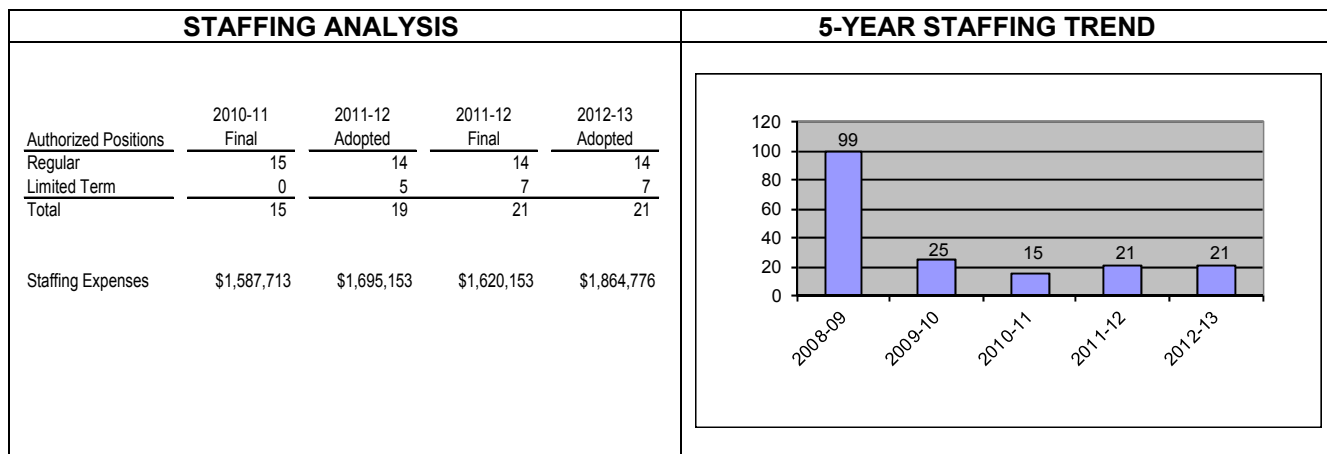 STAFFING ANALYSIS
2010-11 2011-12 2011-12 2012-13
Authorized Positions Final Adopted Final Adopted
Regular 15 14 14 14
Limited Term 0 5 7 7
Total 15 19 21 21
Staffing Expenses $1,587,713 $1,695,153 $1,620,153 $1,864,776
5-YEAR STAFFING TREND
120
100
80
60
40
20
0
99 25 15 21 21
2008-09 2009-10 2010-11 2011-12 2012-13